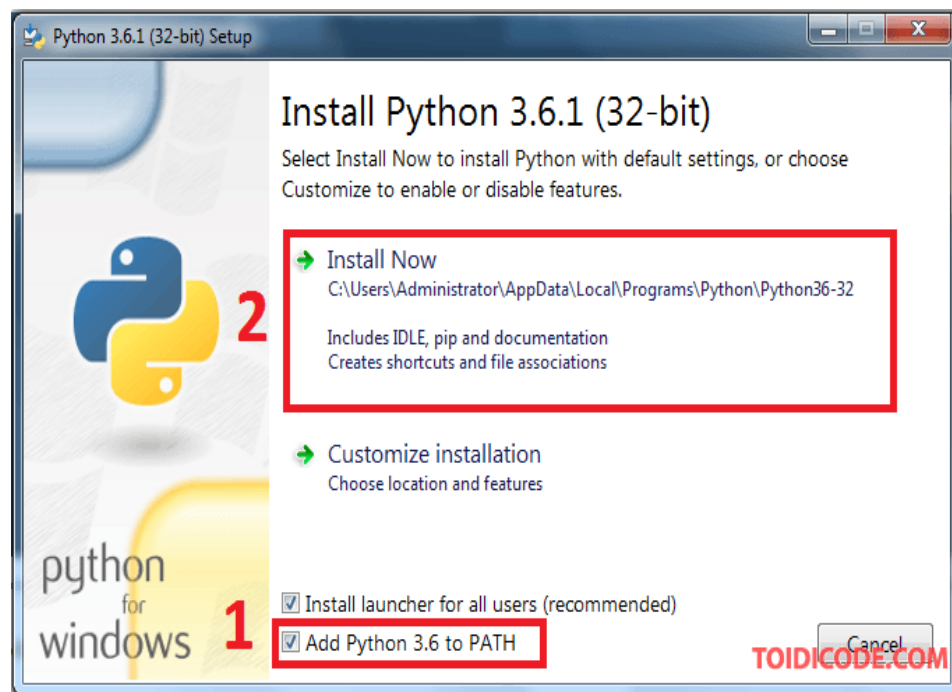 Python 3.6.1 (32-bit) Setup
Install Python 3.6.1 (32-bit)
Select Install Now to install Python with default settings, or choose
Customize to enable or disable features.
Install Now
C:\Users\Administrator\AppData\Local\Programs\Python\Python36-32
2
Includes IDLE, pip and documentation
Creates shortcuts and file associations
Customize installation
Choose location and features
python
for
windows
1
Install launcher for all users (recommended)
Add Python 3.6 to PATH
Cancel
TOIDICODE.COM